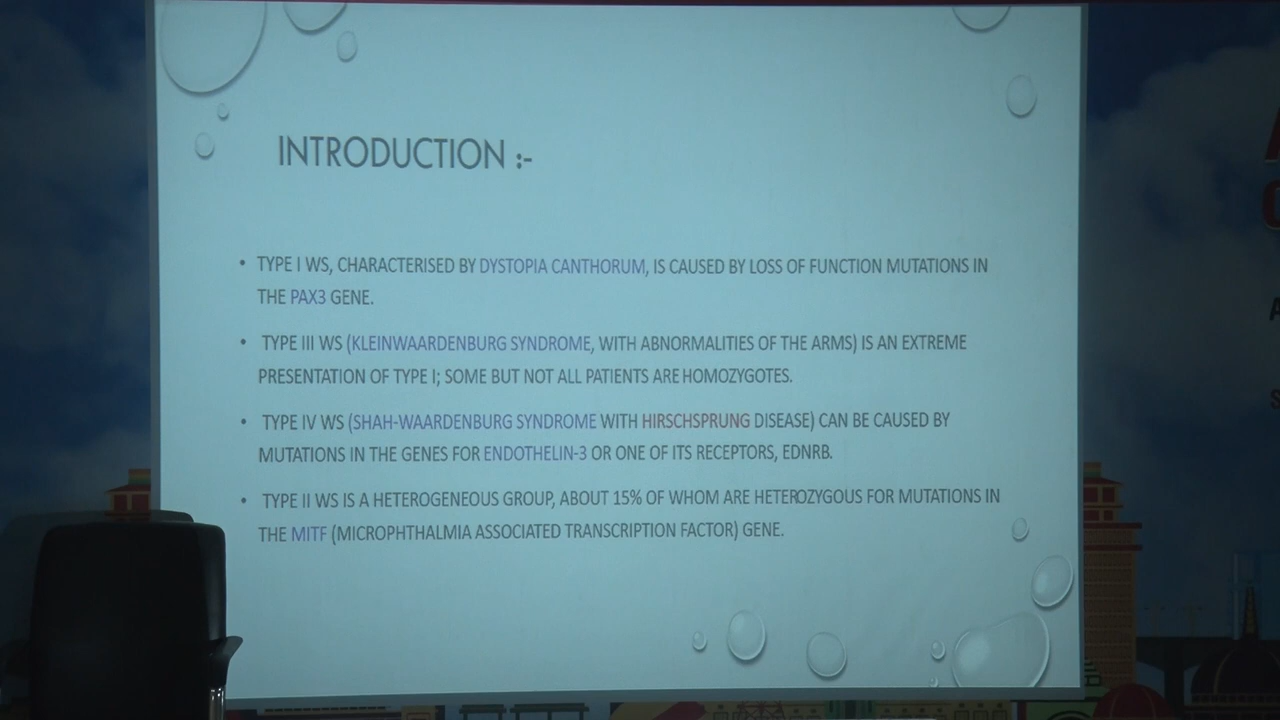 INTRODUCTION :-
• TYPE I WS, CHARACTERISED BY DYSTOPIA CANTHORUM, IS CAUSED BY LOSS OF FUNCTION MUTATIONS IN
THE PAX3 GENE.
• TYPE III WS (KLEINWAARDENBURG SYNDROME, WITH ABNORMALITIES OF THE ARMS) IS AN EXTREME
PRESENTATION OF TYPE I; SOME BUT NOT ALL PATIENTS ARE HOMOZYGOTES.
• TYPE IV WS (SHAH-WAARDENBURG SYNDROME WITH HIRSCHSPRUNG DISEASE) CAN BE CAUSED BY
MUTATIONS IN THE GENES FOR ENDOTHELIN-3 OR ONE OF ITS RECEPTORS, EDNRB.
• TYPE II WS IS A HETEROGENEOUS GROUP, ABOUT 15% OF WHOM ARE HETEROZYGOUS FOR MUTATIONS IN
THE MITF (MICROPHTHALMIA ASSOCIATED TRANSCRIPTION FACTOR) GENE.